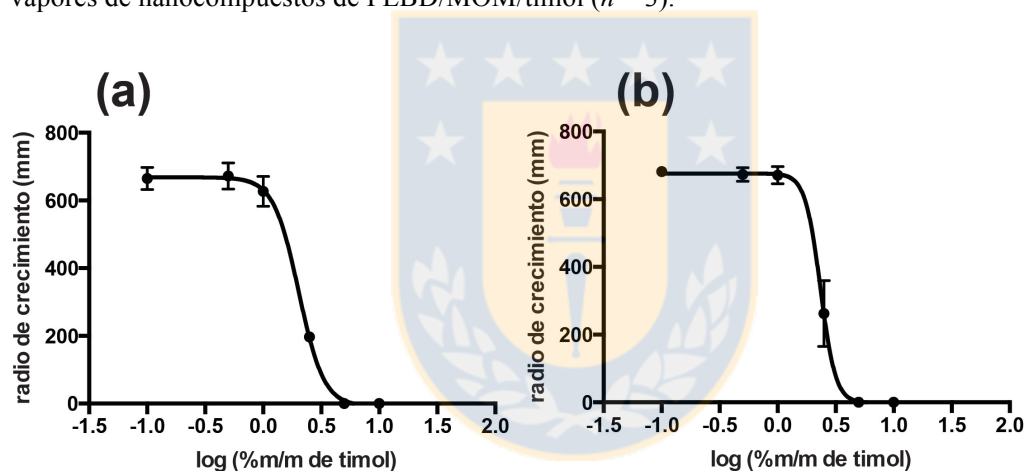 vapores de nanocompuestos de PEBD/MOM/timol (n = 3).
(a)
radio de crecimiento (mm)
800
600
400
200
0
-1.5 -1.0 -0.5 0.0 0.5 1.0 1.5 2.0
log (%m/m de timol)
(b)
radio de crecimiento (mm)
800
600
400
200
0
-1.5 -1.0 -0.5 0.0 0.5 1.0 1.5 2.0
log (%m/m de timol)